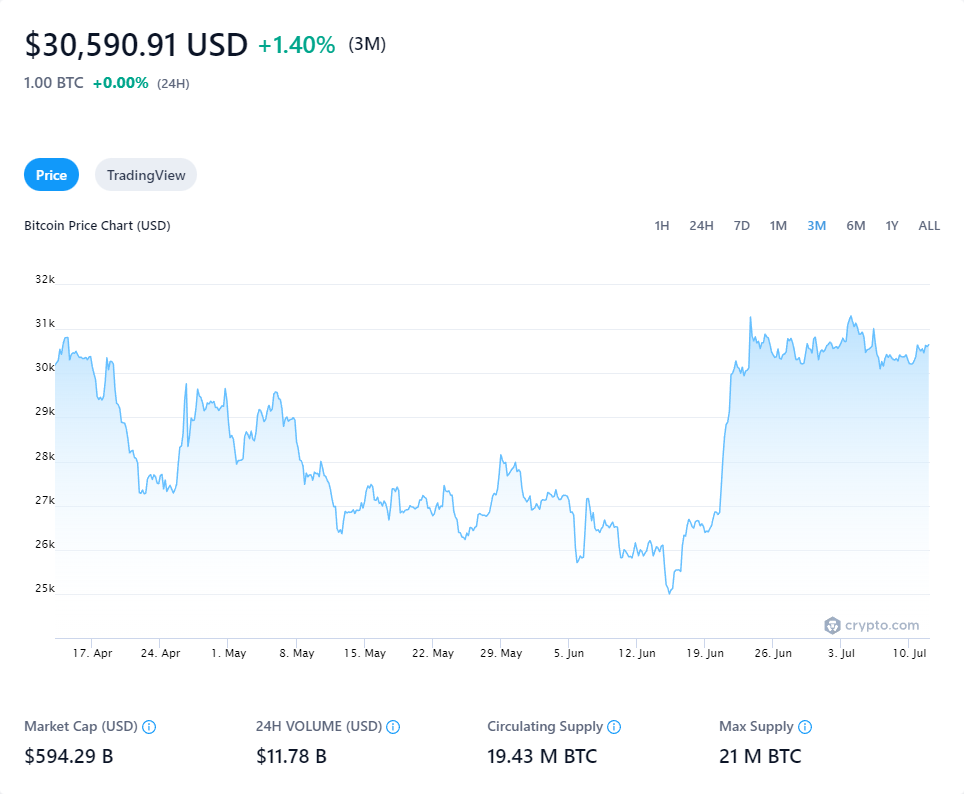 $30,590.91 USD +1.40% (3M)
1.00 BTC +0.00% (24H)
Price TradingView
Bitcoin Price Chart (USD) 1H 24H 7D 1M 3M 6M 1Y ALL
32k
31k
30k
29k
28k
27k
26k
25k
crypto.com
17. Apr 24. Apr 1. May 8. May 15. May 22. May 29. May 5. Jun 12. Jun 19. Jun 26. Jun 3. Jul 10. Jul
Market Cap (USD) 24H VOLUME (USD) Circulating Supply Max Supply
$594.29 B $11.78 B 19.43 M BTC 21 M BTC